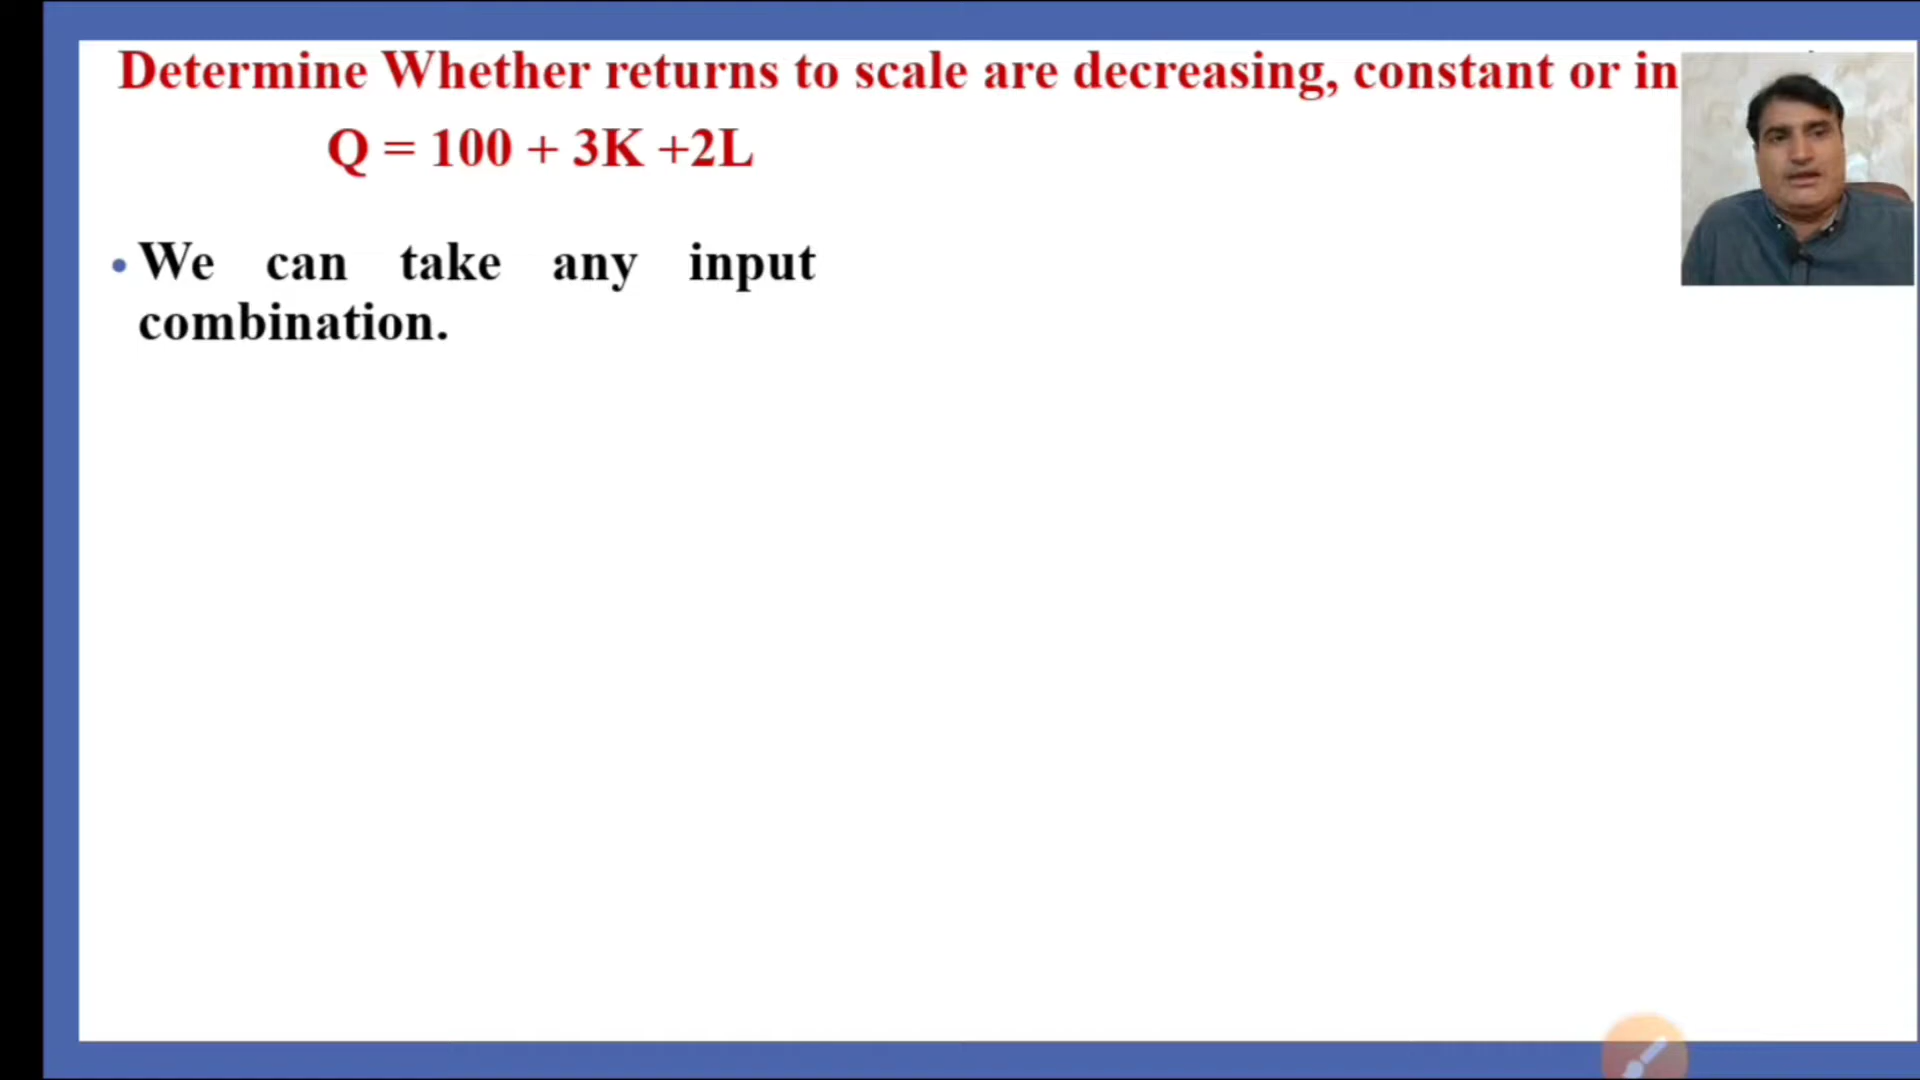 Determine Whether returns to scale are decreasing, constant or in
Q = 100 + 3K +2L
• We can take any input
combination.